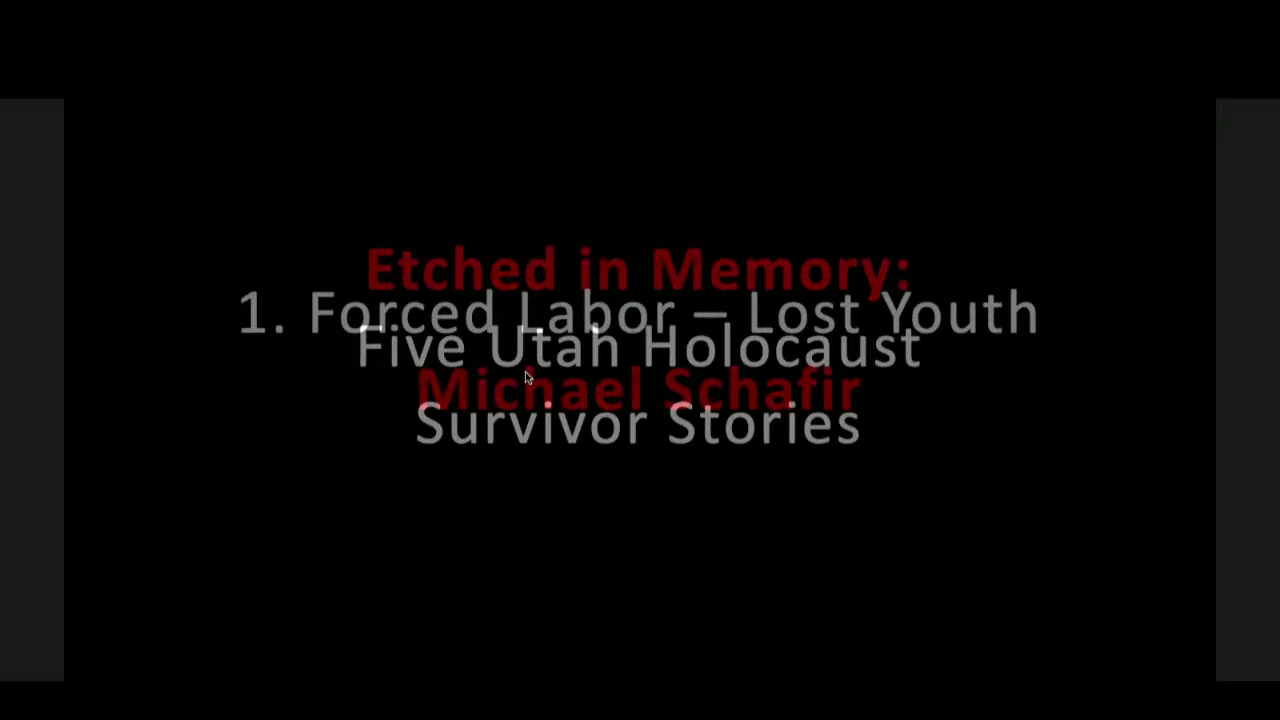 Etched in Memory:
1. Forced Labor – Lost Youth
Five Utah Holocaust
Michael Schafir
Survivor Stories